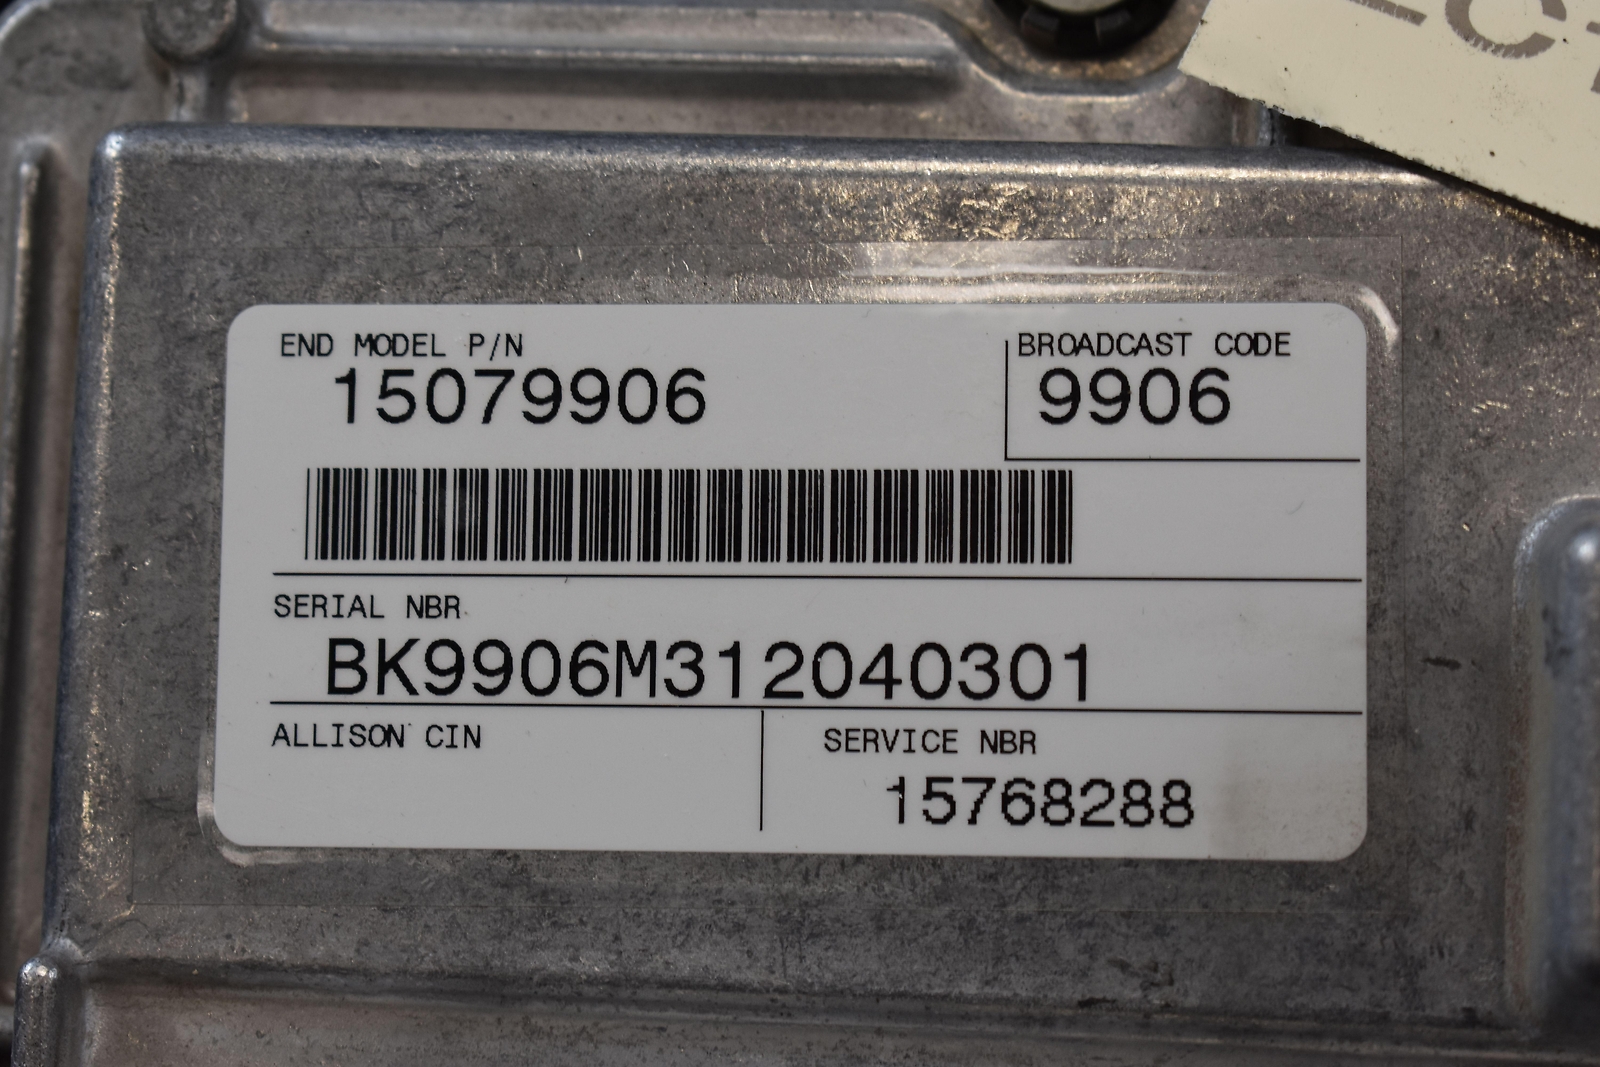 END MODEL P/N
15079906
BROADCAST CODE
9906
SERIAL NBR
BK9906M312040301
ALLISON CIN
SERVICE NBR
15768288